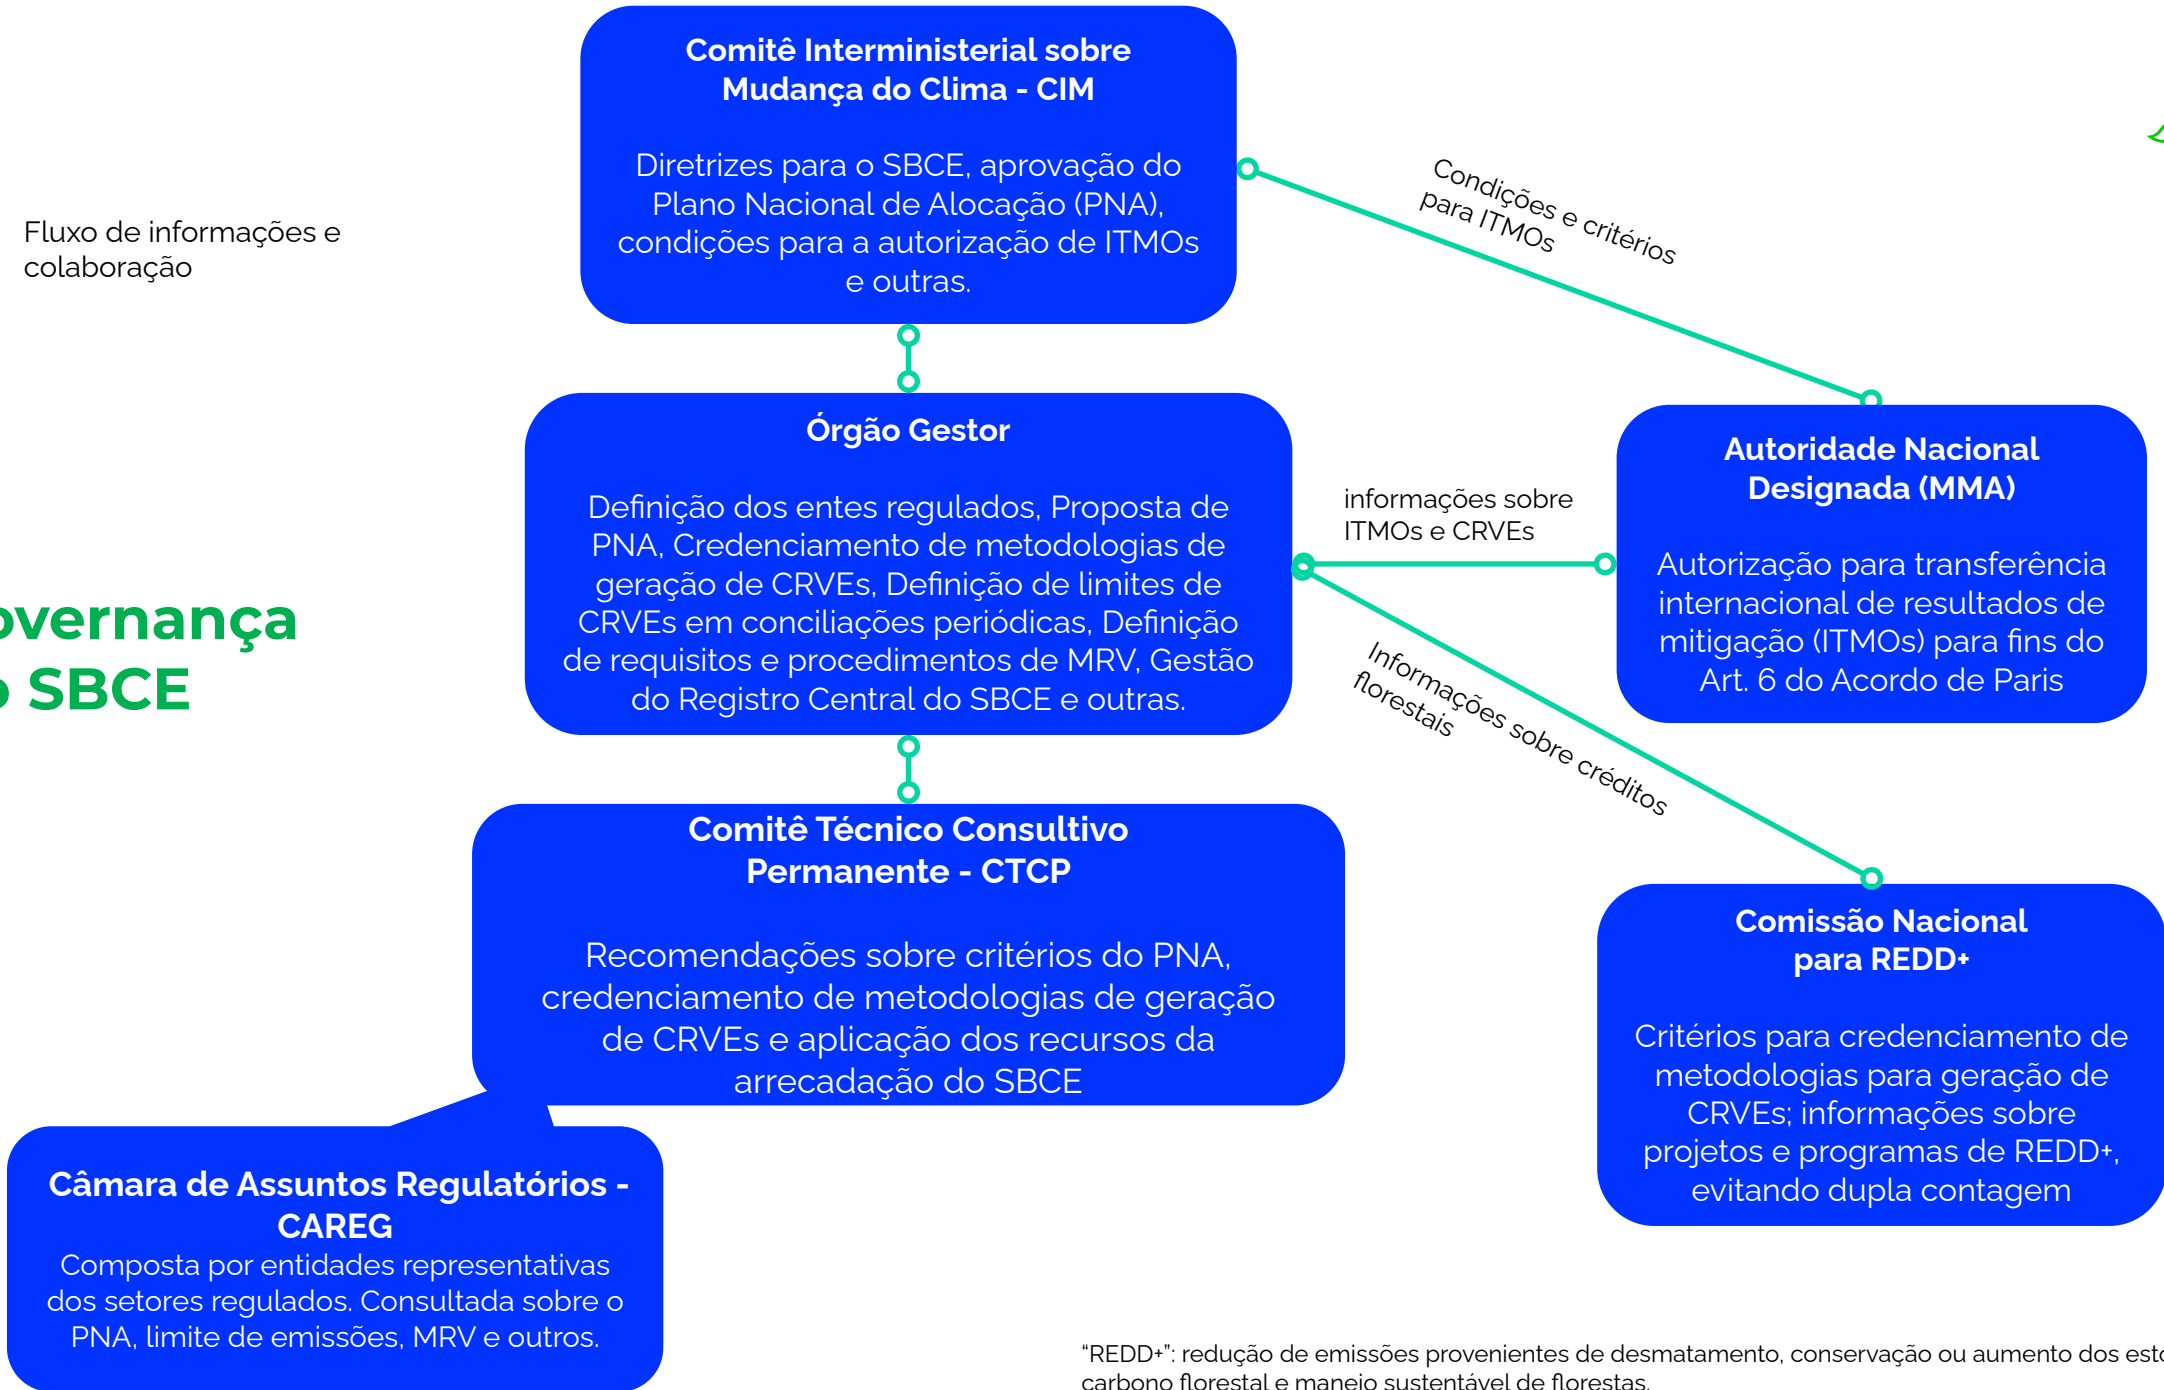 Comitê Interministerial sobre
Mudança do Clima - CIM
Diretrizes para o SBCE, aprovação do
Plano Nacional de Alocação (PNA),
condições para a autorização de ITMOs
e outras.
Condições e critérios
para ITMOs
Fluxo de informações e
colaboração
Órgão Gestor
Definição dos entes regulados, Proposta de
PNA, Credenciamento de metodologias de
geração de CRVEs, Definição de limites de
CRVEs em conciliações periódicas, Definição
de requisitos e procedimentos de MRV, Gestão
do Registro Central do SBCE e outras.
informações sobre
ITMOs e CRVEs
Autoridade Nacional
Designada (MMA)
Autorização para transferência
internacional de resultados de
mitigação (ITMOs) para fins do
Art. 6 do Acordo de Paris
overnança
o SBCE
Informações sobre créditos
florestais
Comitê Técnico Consultivo
Permanente - CTCP
Recomendações sobre critérios do PNA,
credenciamento de metodologias de geração
de CRVEs e aplicação dos recursos da
arrecadação do SBCE
Comissão Nacional
para REDD+
Critérios para credenciamento de
metodologias para geração de
CRVEs; informações sobre
projetos e programas de REDD+,
evitando dupla contagem
Câmara de Assuntos Regulatórios -
CAREG
Composta por entidades representativas
dos setores regulados. Consultada sobre o
PNA, limite de emissões, MRV e outros.
“REDD+”: redução de emissões provenientes de desmatamento, conservação ou aumento dos esto
carbono florestal e manejo sustentável de florestas.